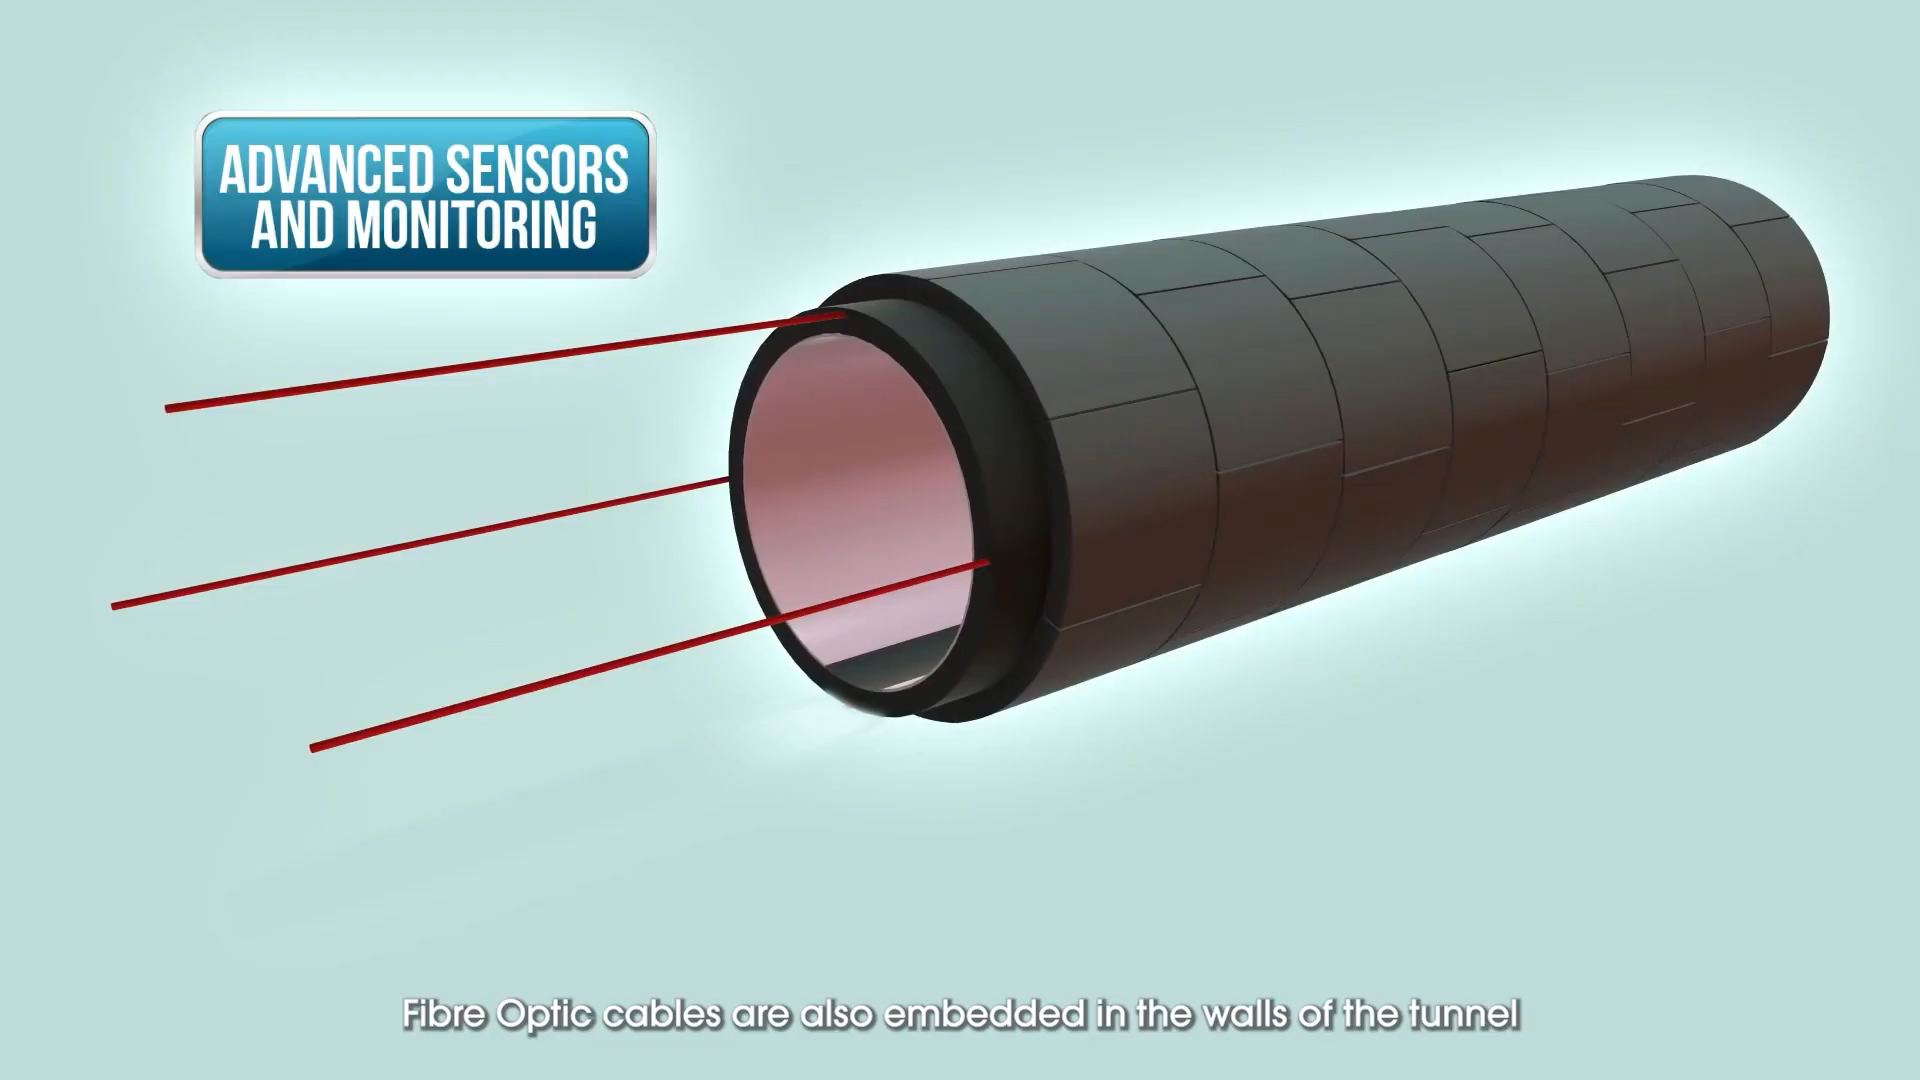 ADVANCED SENSORS
AND MONITORING
Fibre Optic cables are also embedded in the walls of the tunnel